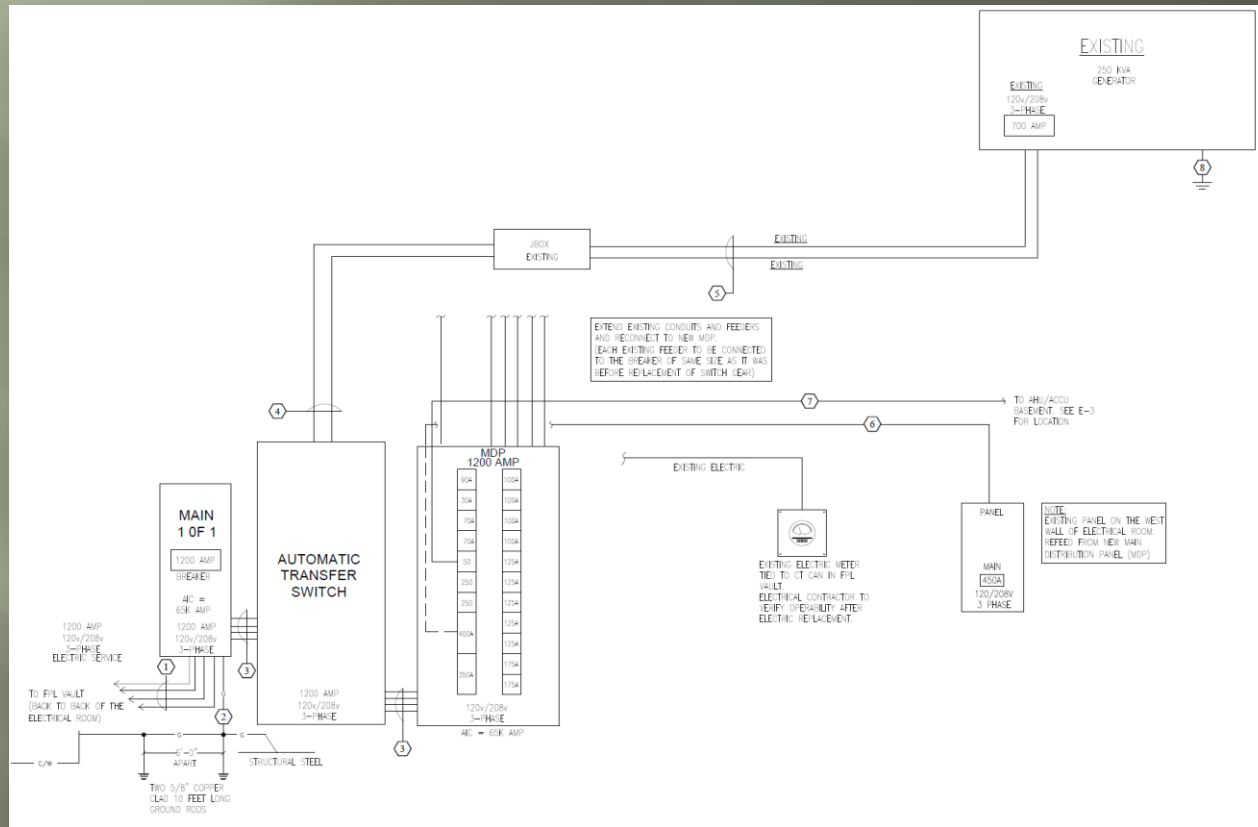 EXISTING
250 KVA
GENERATOR
EXISTING
120v/208v
3-PHASE
700 AMP
8
JBOX
EXISTING
EXISTING
EXISTING
5
EXTEND EXISTING CONDUITS AND FEEDERS
AND RECONNECT TO NEW MDP.
(EACH EXISTING FEEDER TO BE CONNECTED
TO THE BREAKER OF SAME SIZE AS IT WAS
BEFORE REPLACEMENT OF SWITCH GEAR)
4
7
TO AHU/ACCU
BASEMENT. SEE E-3
FOR LOCATION
6
MDP
1200 AMP
90A
30A
70A
70A
50
250
250
400A
350A
100A
100A
100A
100A
125A
125A
125A
125A
125A
175A
175A
120v/208v
3-PHASE
AIC = 65K AMP
EXISTING ELECTRIC
EXISTING ELECTRIC METER
TIED TO CT CAN IN FPL
VAULT
ELECTRICAL CONTRACTOR TO
VERIFY OPERABILITY AFTER
ELECTRIC REPLACEMENT.
PANEL
MAIN
450A
120/208V
3 PHASE
NOTE:
EXISTING PANEL ON THE WEST
WALL OF ELECTRICAL ROOM.
REFEED FROM NEW MAIN
DISTRIBUTION PANEL (MDP)
MAIN
1 OF 1
1200 AMP
BREAKER
AIC =
65K AMP
1200 AMP
120v/208v
3-PHASE
AUTOMATIC
TRANSFER
SWITCH
1200 AMP
120v/208v
3-PHASE
3
3
1200 AMP
120v/208v
3-PHASE
ELECTRIC SERVICE
1
TO FPL VAULT
(BACK TO BACK OF THE
ELECTRICAL ROOM)
G
2
G
G
C/W
6'-0"
APART
STRUCTURAL STEEL
TWO 5/8" COPPER
CLAD 10 FEET LONG
GROUND RODS